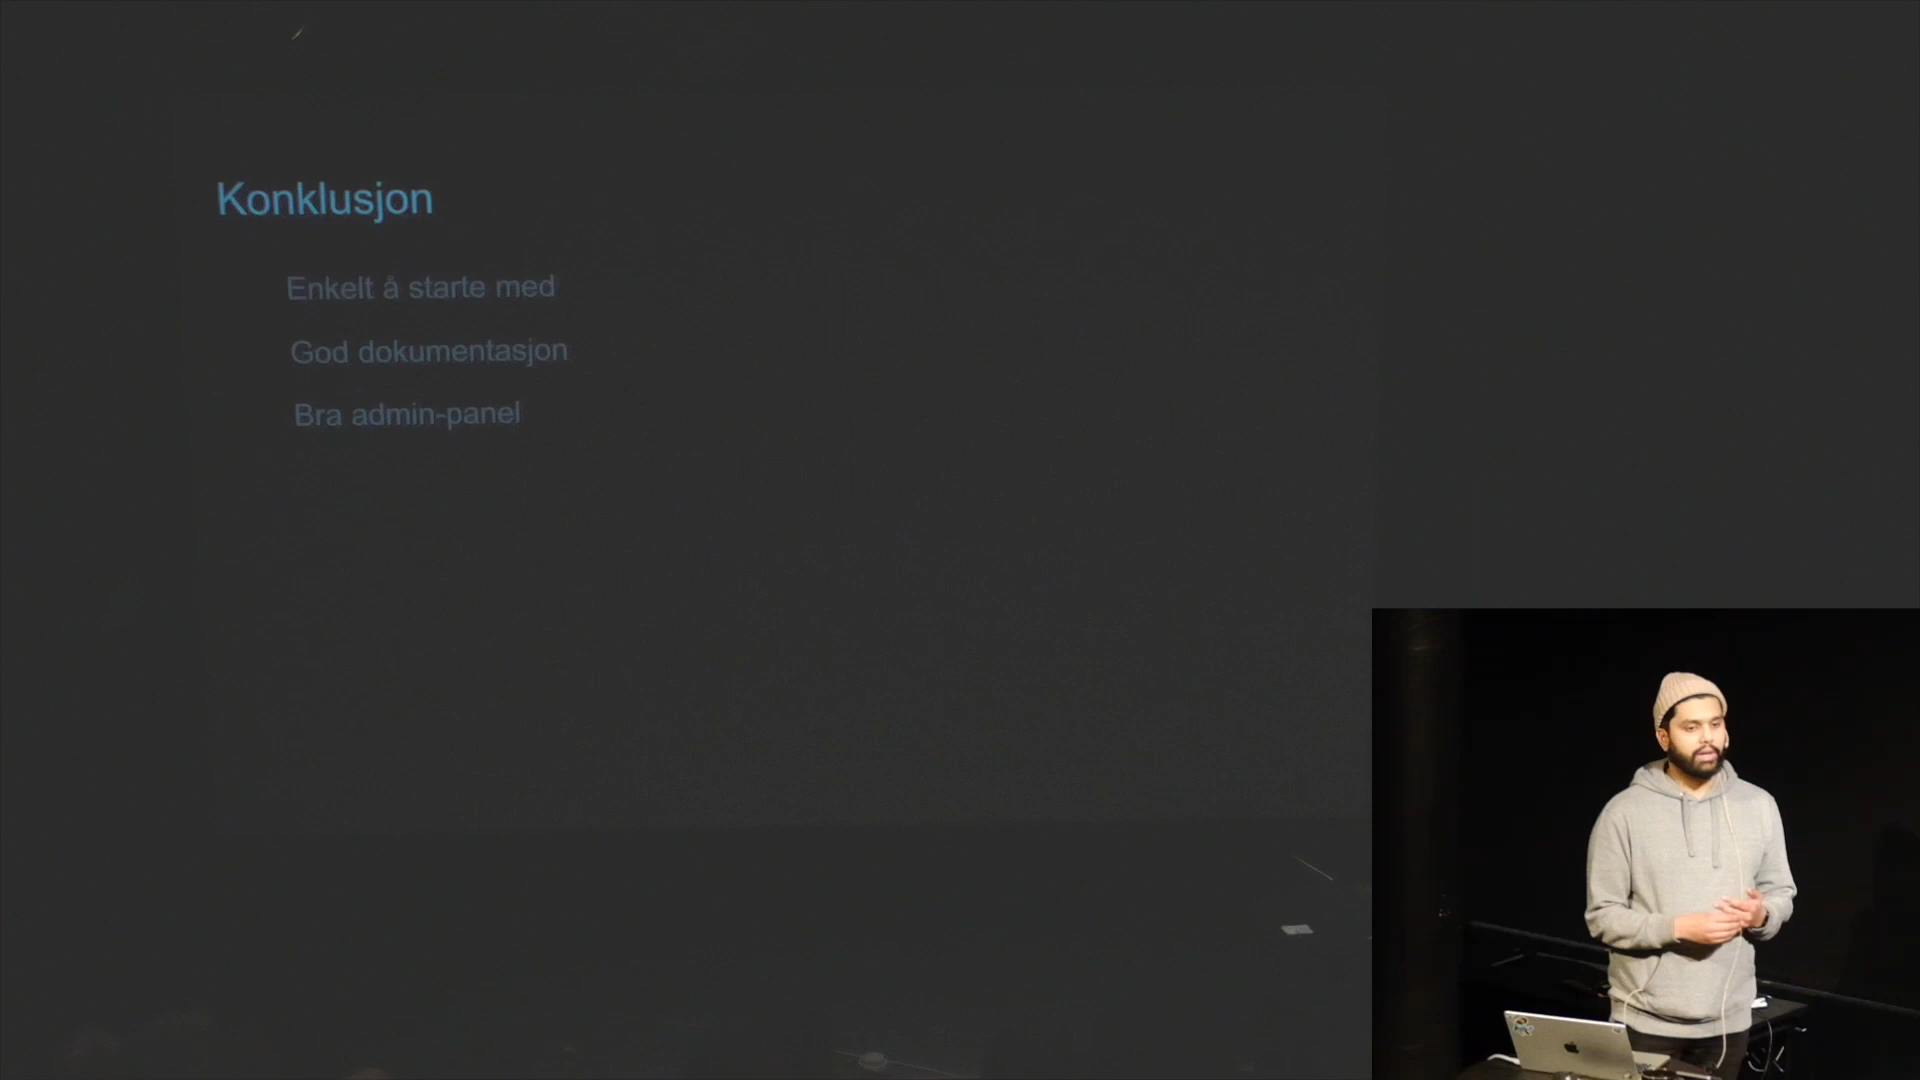 Konklusjon
Enkelt å starte med
God dokumentasjon
Bra admin-panel